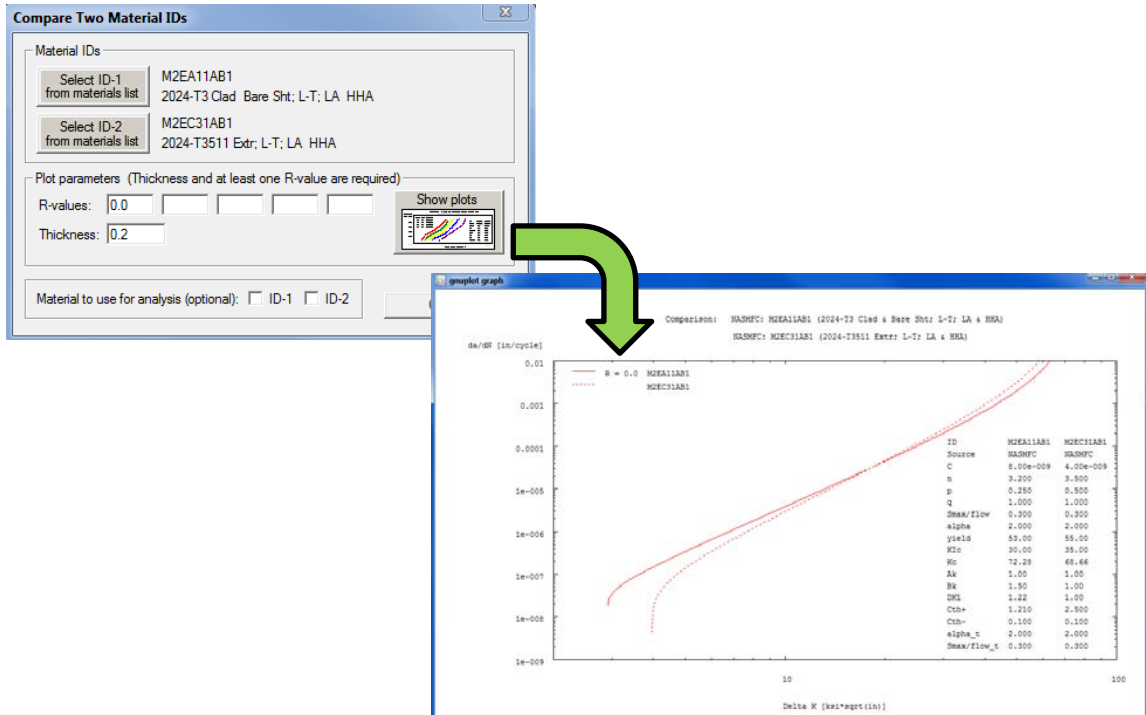 Compare Two Material IDs
Material IDs
Select ID-1
from materials list
M2EA11AB1
2024-T3 Clad Bare Sht; L-T; LA HHA
Select ID-2
from materials list
M2EC31AB1
2024-T3511 Extr; L-T; LA HHA
Plot parameters (Thickness and at least one R-value are required)
R-values: 0.0
Thickness: 0.2
Show plots
Material to use for analysis (optional): ID-1 ID-2
gnuplot graph
Comparison: NASMFC: M2EA11AB1 (2024-T3 Clad & Bare Sht; L-T; LA & HHA)
NASMFC: M2EC31AB1 (2024-T3511 Extr; L-T; LA & HHA)
da/dN [in/cycle]
0.01
0.001
0.0001
1e-005
1e-006
1e-007
1e-008
1e-009
R = 0.0 M2EA11AB1
M2EC31AB1
ID M2EA11AB1 M2EC31AB1
Source NASMFC NASMFC
C 8.00e-009 4.00e-009
n 3.200 3.500
p 0.250 0.500
q 1.000 1.000
Smax/flow 0.300 0.300
alpha 2.000 2.000
yield 53.00 55.00
KIc 30.00 35.00
Kc 72.28 68.66
Ak 1.00 1.00
Bk 1.50 1.00
DK1 1.22 1.00
Cth+ 1.210 2.500
Cth- 0.100 0.100
alpha_t 2.000 2.000
Smax/flow_t 0.300 0.300
10
100
Delta K [ksi*sqrt(in)]